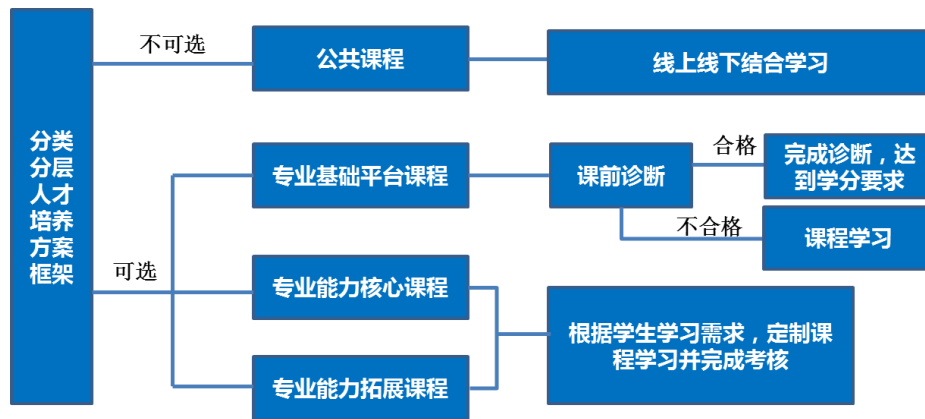 分类
分层
人才
培养
方案
框架
不可选
公共课程
线上线下结合学习
可选
专业基础平台课程
课前诊断
合格
完成诊断，达
到学分要求
不合格
课程学习
专业能力核心课程
专业能力拓展课程
根据学生学习需求，定制课
程学习并完成考核